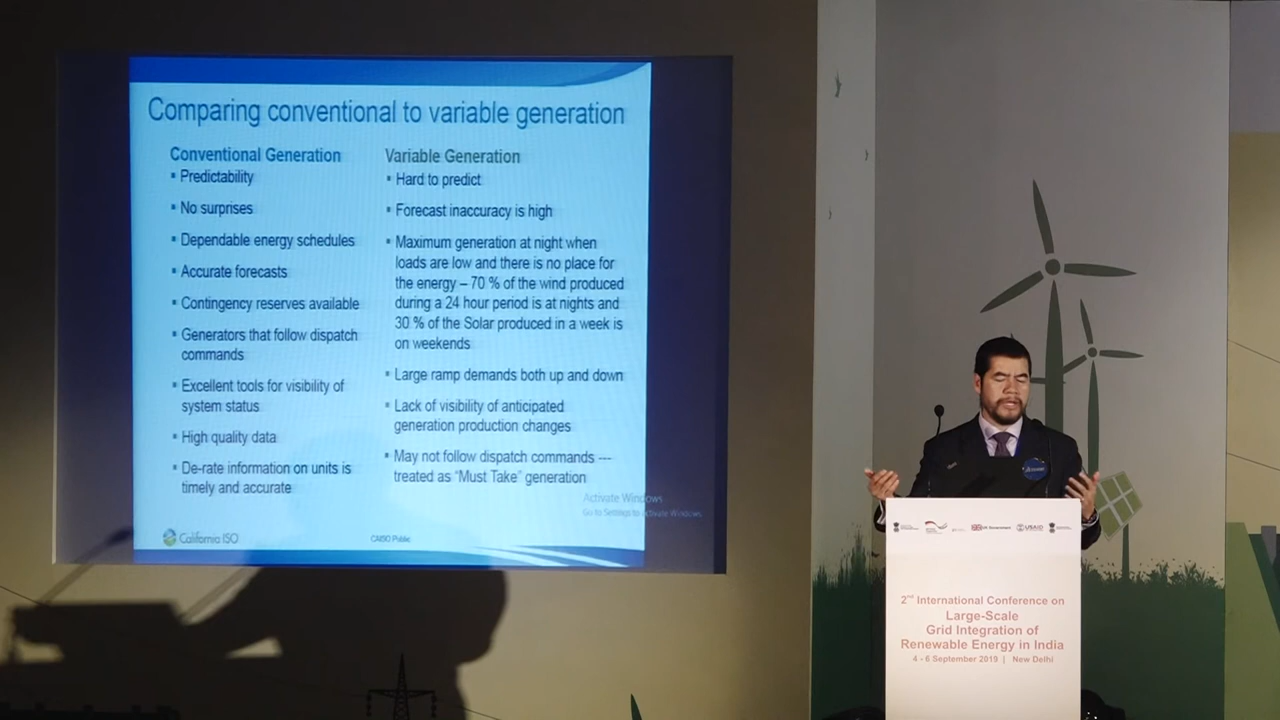 Comparing conventional to variable generation
Conventional Generation
▪ Predictability
▪ No surprises
▪ Dependable energy schedules
▪ Accurate forecasts
▪ Contingency reserves available
▪ Generators that follow dispatch
commands
▪ Excellent tools for visibility of
system status
▪ High quality data
▪ De-rate information on units is
timely and accurate
Variable Generation
▪ Hard to predict
▪ Forecast inaccuracy is high
▪ Maximum generation at night when
loads are low and there is no place for
the energy – 70 % of the wind produced
during a 24 hour period is at nights and
30 % of the Solar produced in a week is
on weekends
▪ Large ramp demands both up and down
▪ Lack of visibility of anticipated
generation production changes
▪ May not follow dispatch commands ---
treated as "Must Take" generation
Activate Windows
Go to Settings to activate Windows.
California ISO
CAISO Public
UK Government
USAID
2nd International Conference on
Large-Scale
Grid Integration of
Renewable Energy in India
4 - 6 September 2019 | New Delhi